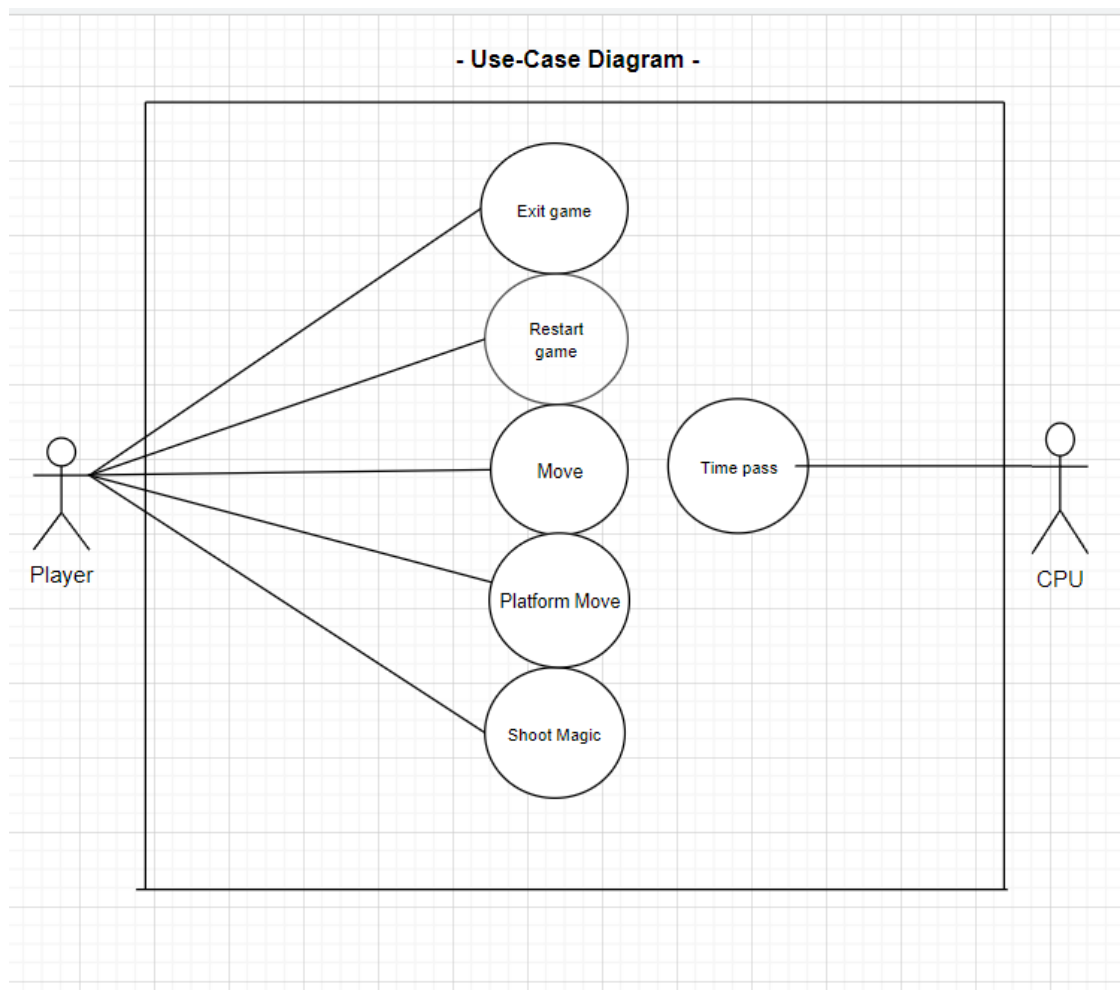 - Use-Case Diagram -
Exit game
Restart
game
Move
Time pass
Player
CPU
Platform Move
Shoot Magic